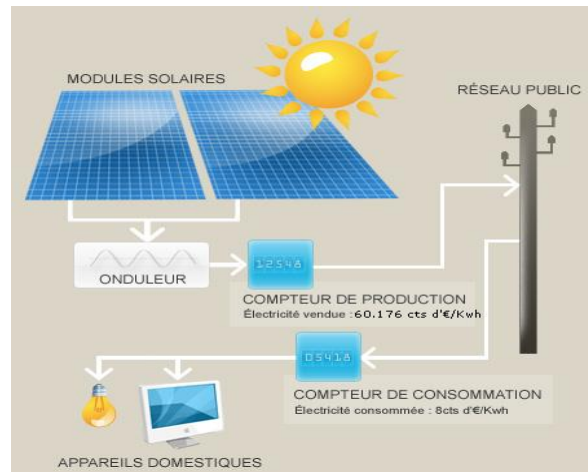 MODULES SOLAIRES
RÉSEAU PUBLIC
ONDULEUR
12548
COMPTEUR DE PRODUCTION
Électricité vendue : 60.176 cts d'€/Kwh
05418
COMPTEUR DE CONSOMMATION
Électricité consommée : 8cts d'€/Kwh
APPAREILS DOMESTIQUES